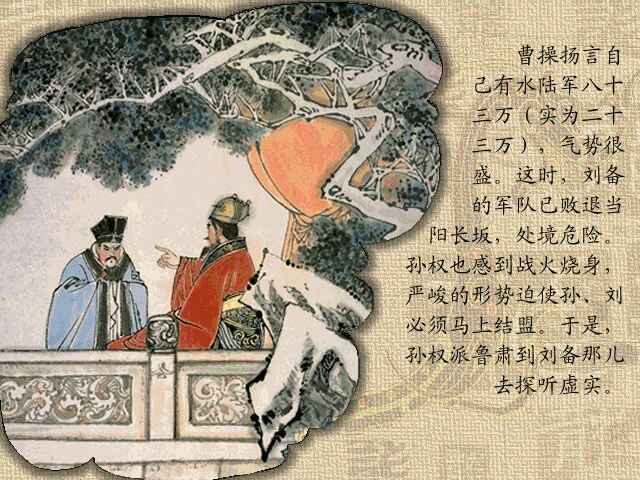 曹操扬言自
己有水陆军八十
三万（实为二十
三万），气势很
盛。这时，刘备
的军队已败退当
阳长坂，处境危险。
孙权也感到战火烧身，
严峻的形势迫使孙、刘
必须马上结盟。于是，
孙权派鲁肃到刘备那儿
去探听虚实。